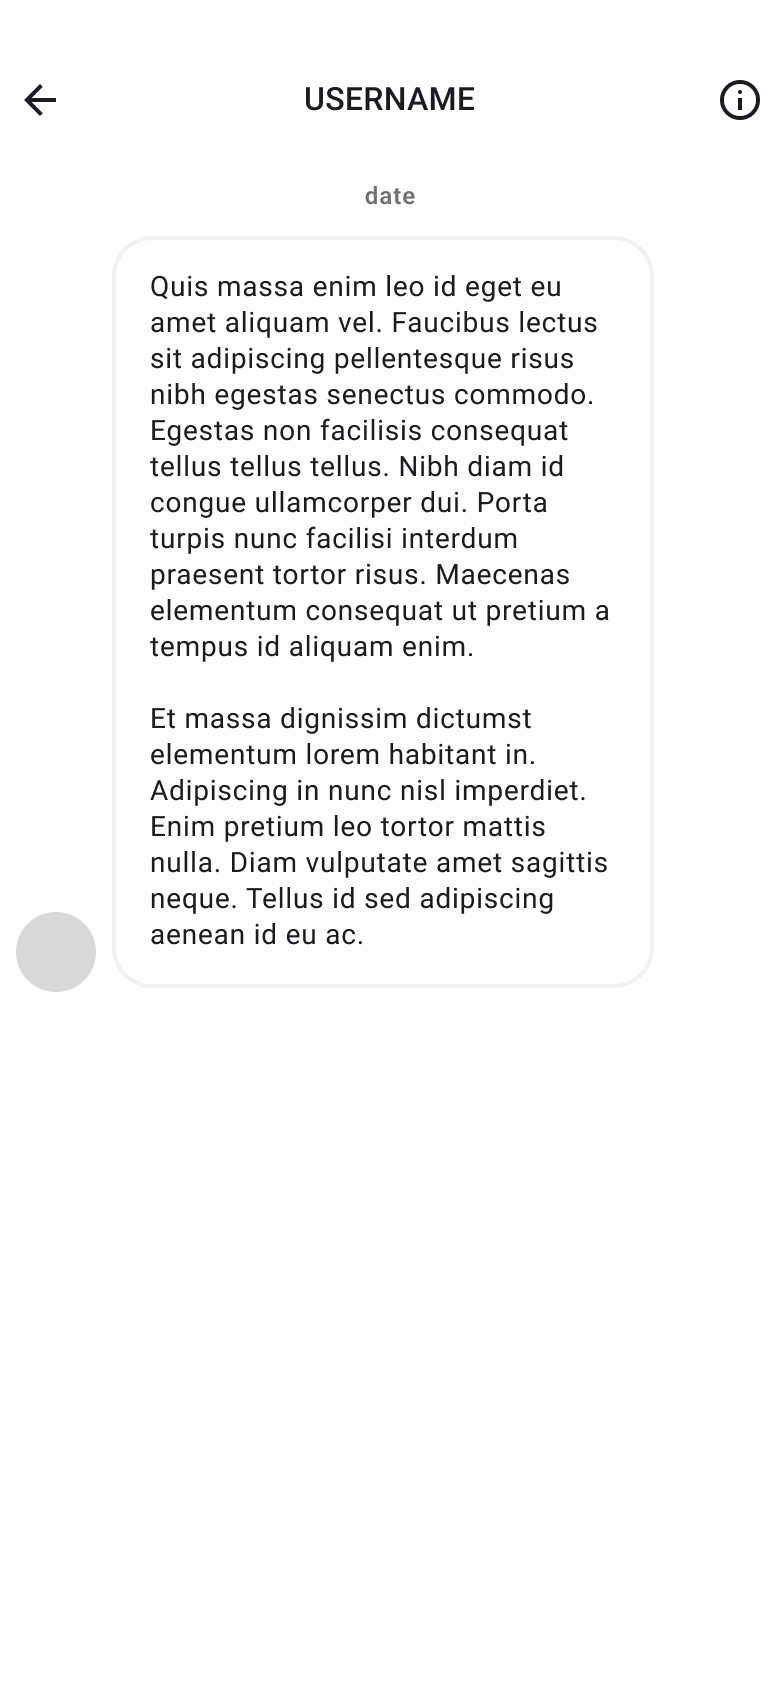 USERNAME
date
Quis massa enim leo id eget eu
amet aliquam vel. Faucibus lectus
sit adipiscing pellentesque risus
nibh egestas senectus commodo.
Egestas non facilisis consequat
tellus tellus tellus. Nibh diam id
congue ullamcorper dui. Porta
turpis nunc facilisi interdum
praesent tortor risus. Maecenas
elementum consequat ut pretium a
tempus id aliquam enim.
Et massa dignissim dictumst
elementum lorem habitant in.
Adipiscing in nunc nisl imperdiet.
Enim pretium leo tortor mattis
nulla. Diam vulputate amet sagittis
neque. Tellus id sed adipiscing
aenean id eu ac.